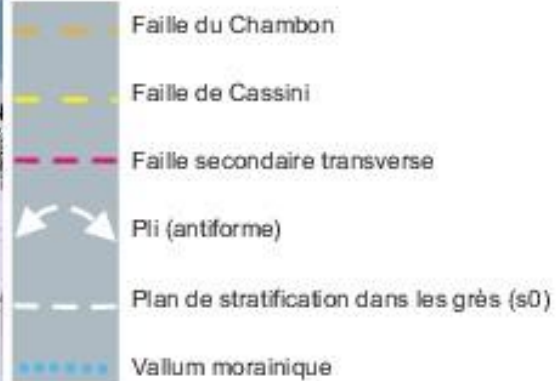 Faille du Chambon
Faille de Cassini
Faille secondaire transverse
Pli (antiforme)
Plan de stratification dans les grès (s0)
Vallum morainique